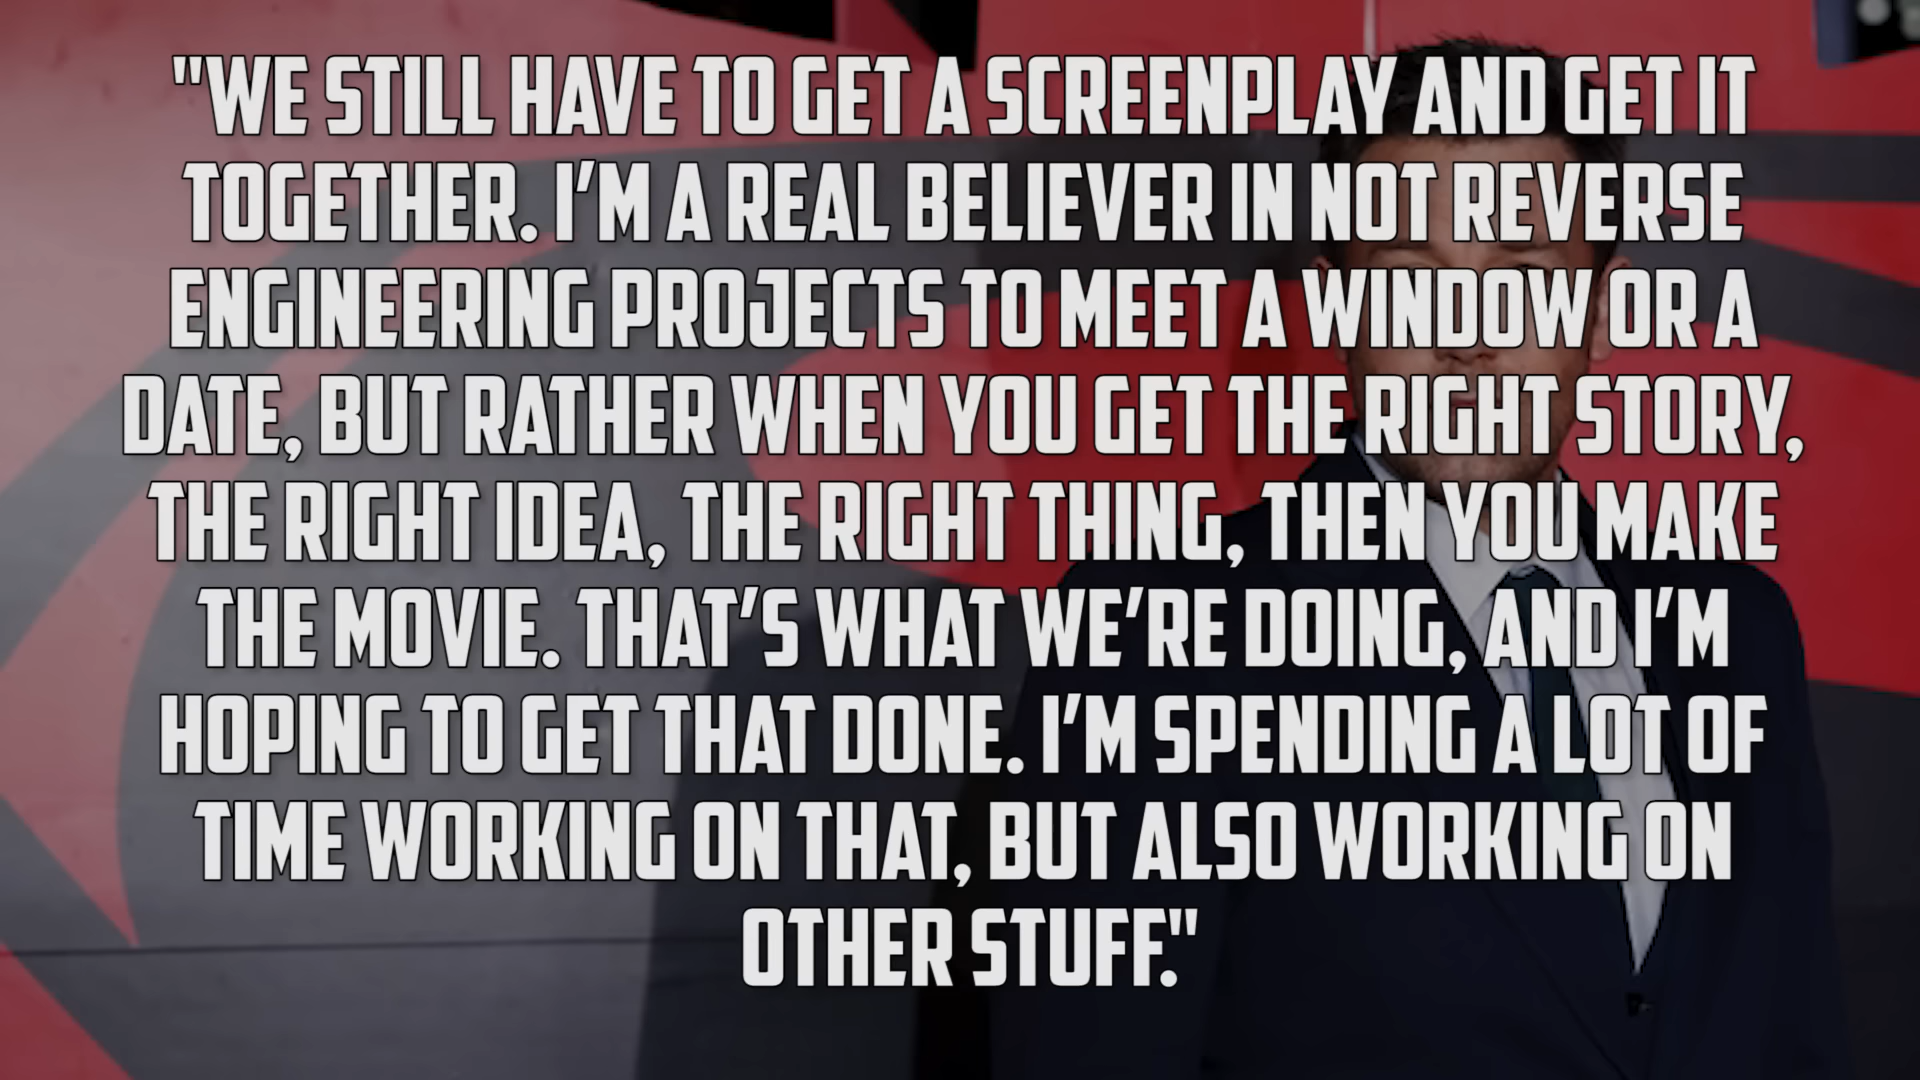 "WE STILL HAVE TO GET A SCREENPLAY AND GET IT
TOGETHER. I'M A REAL BELIEVER IN NOT REVERSE
ENGINEERING PROJECTS TO MEET A WINDOW OR A
DATE, BUT RATHER WHEN YOU GET THE RIGHT STORY,
THE RIGHT IDEA, THE RIGHT THING, THEN YOU MAKE
THE MOVIE. THAT'S WHAT WE'RE DOING, AND I'M
HOPING TO GET THAT DONE. I'M SPENDING A LOT OF
TIME WORKING ON THAT, BUT ALSO WORKING ON
OTHER STUFF."